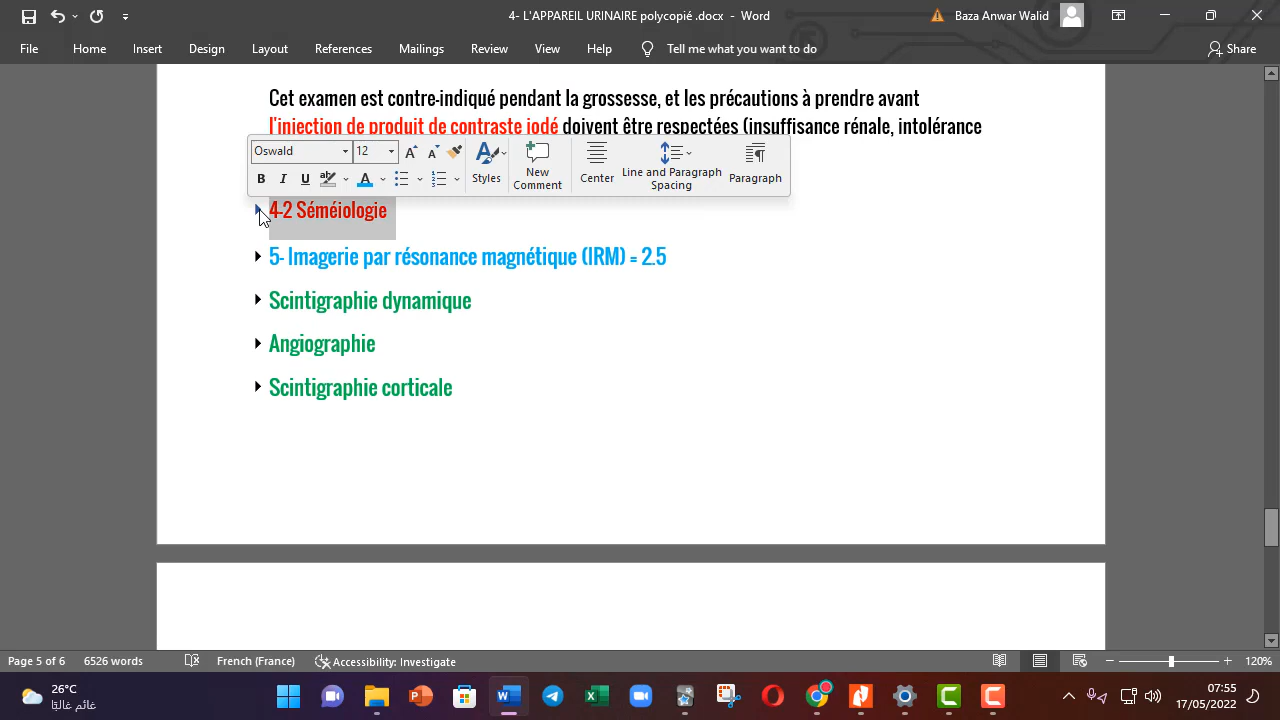 4- L'APPAREIL URINAIRE polycopié .docx - Word
Baza Anwar Walid
File Home Insert Design Layout References Mailings Review View Help Tell me what you want to do Share
Cet examen est contre-indiqué pendant la grossesse, et les précautions à prendre avant
l'injection de produit de contraste iodé doivent être respectées (insuffisance rénale, intolérance
Oswald 12
B I U ab A Styles New Comment Center Line and Paragraph Spacing Paragraph
4-2 Séméiologie
5- Imagerie par résonance magnétique (IRM) = 2.5
Scintigraphie dynamique
Angiographie
Scintigraphie corticale
Page 5 of 6 6526 words French (France) Accessibility: Investigate 120%
26°C
غائم غالبًا
07:55
17/05/2022